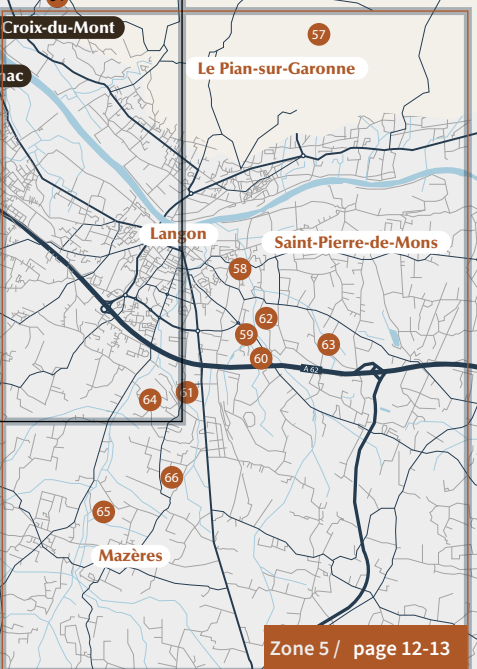 Croix-du-Mont
57
nac
Le Pian-sur-Garonne
Langon
Saint-Pierre-de-Mons
58
62
59
63
60
A 62
61
64
66
65
Mazères
Zone 5 / page 12-13